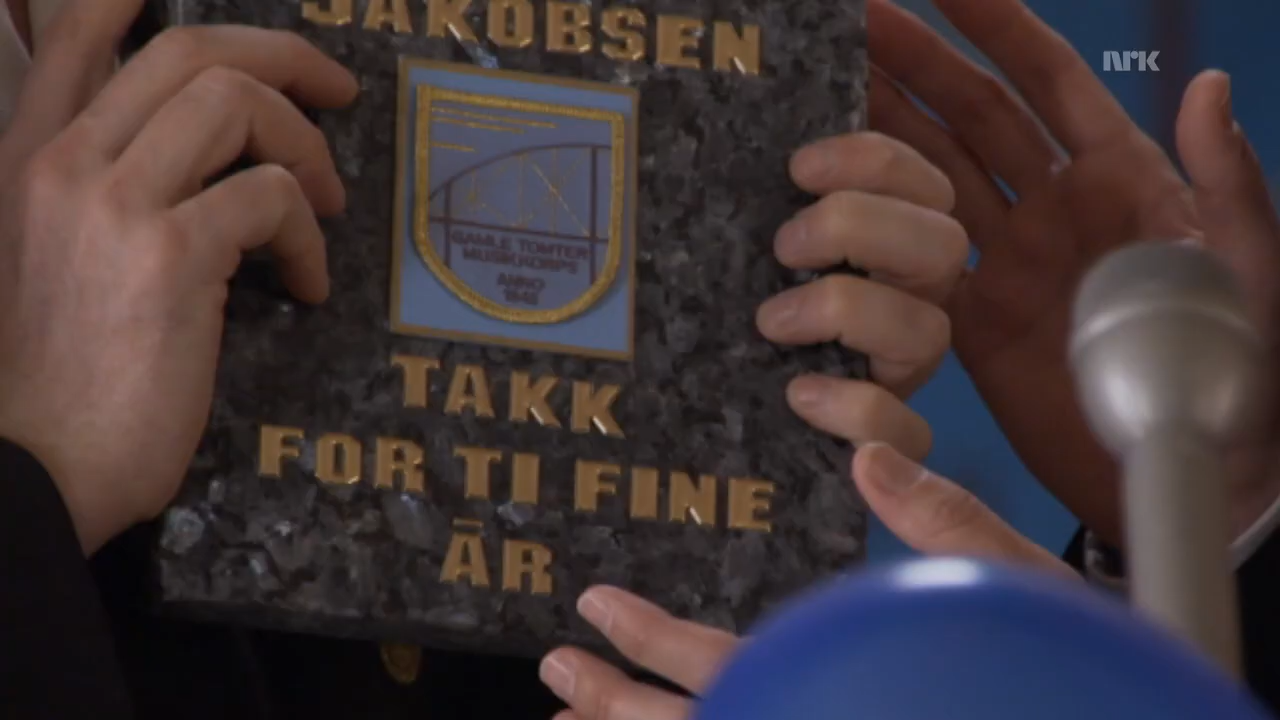 JAKOBSEN
nrk
GAMLE TOMTER
MUSIKKORPS
ANNO
TAKK
FOR TI FINE
ÅR